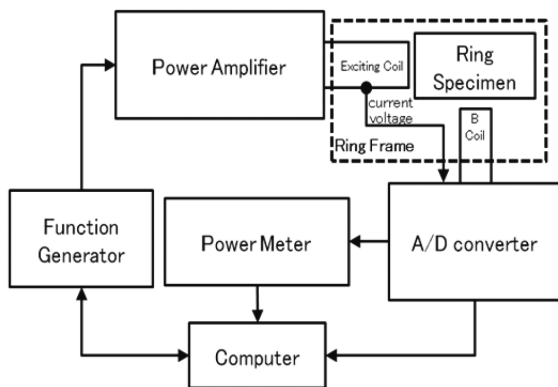 Power Amplifier
Exciting Coil
Ring
Specimen
current
voltage
B
Coil
Ring Frame
Function
Generator
Power Meter
A/D converter
Computer